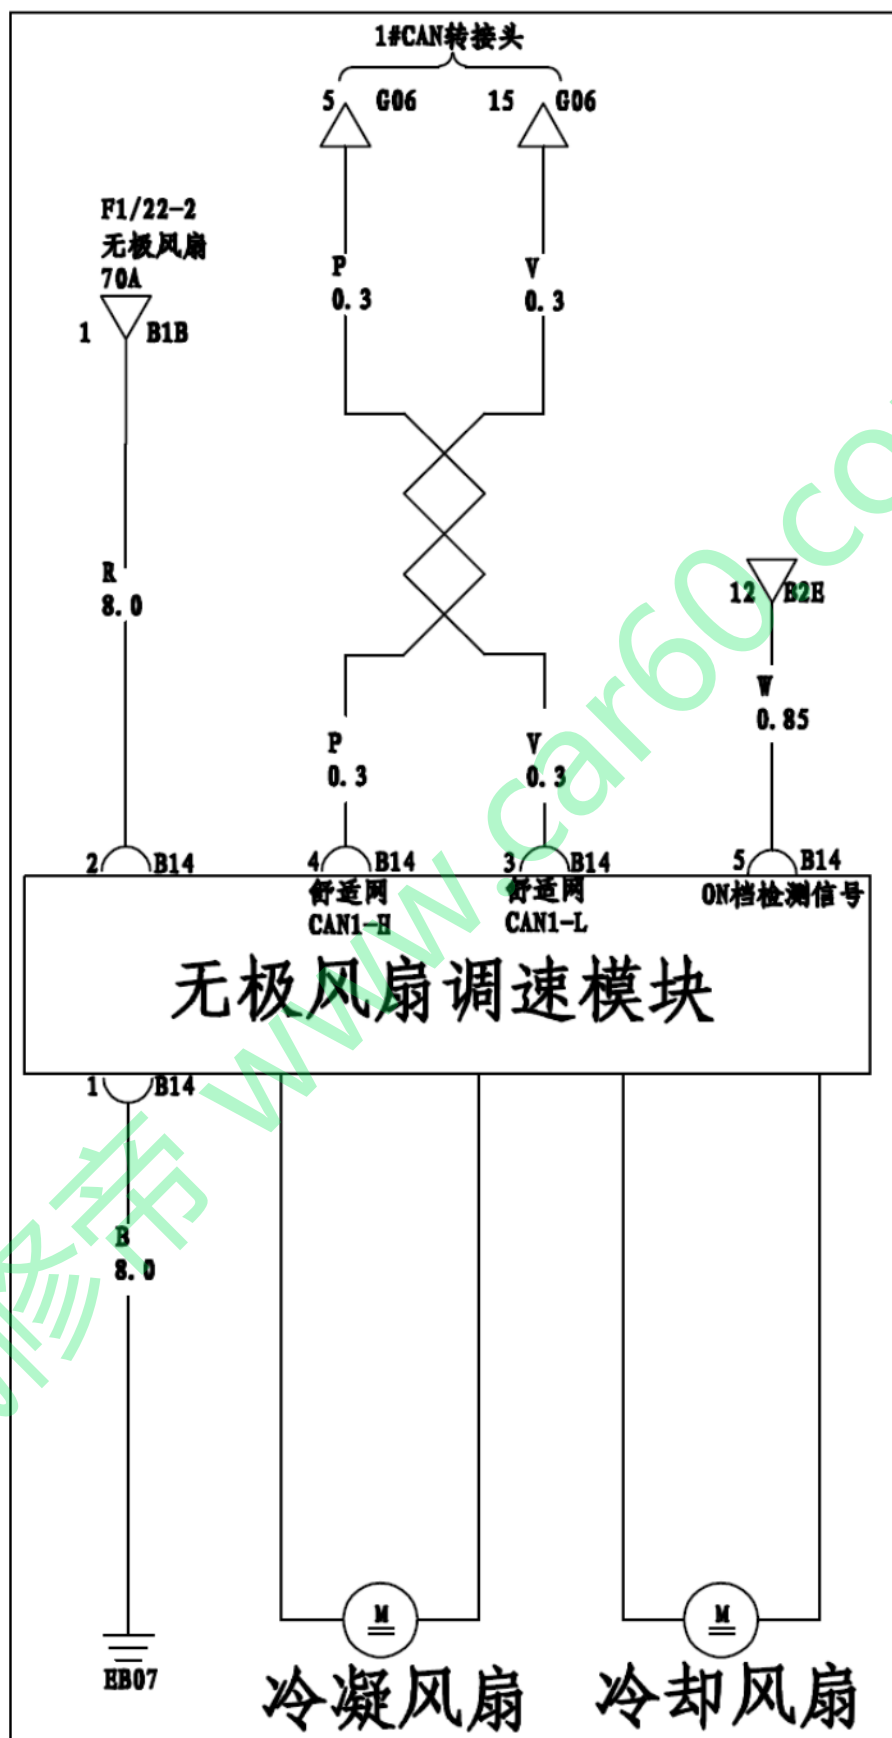 1#CAN转接头
5 G06
15 G06
F1/22-2
无极风扇
70A
1 B1B
P
0.3
V
0.3
R
8.0
12 B2E
W
0.85
P
0.3
V
0.3
2 B14
4 B14
3 B14
5 B14
舒适网
CAN1-H
舒适网
CAN1-L
ON档检测信号
无极风扇调速模块
1 B14
B
8.0
EB07
M
冷凝风扇
M
冷却风扇
修帝 www.car60.co